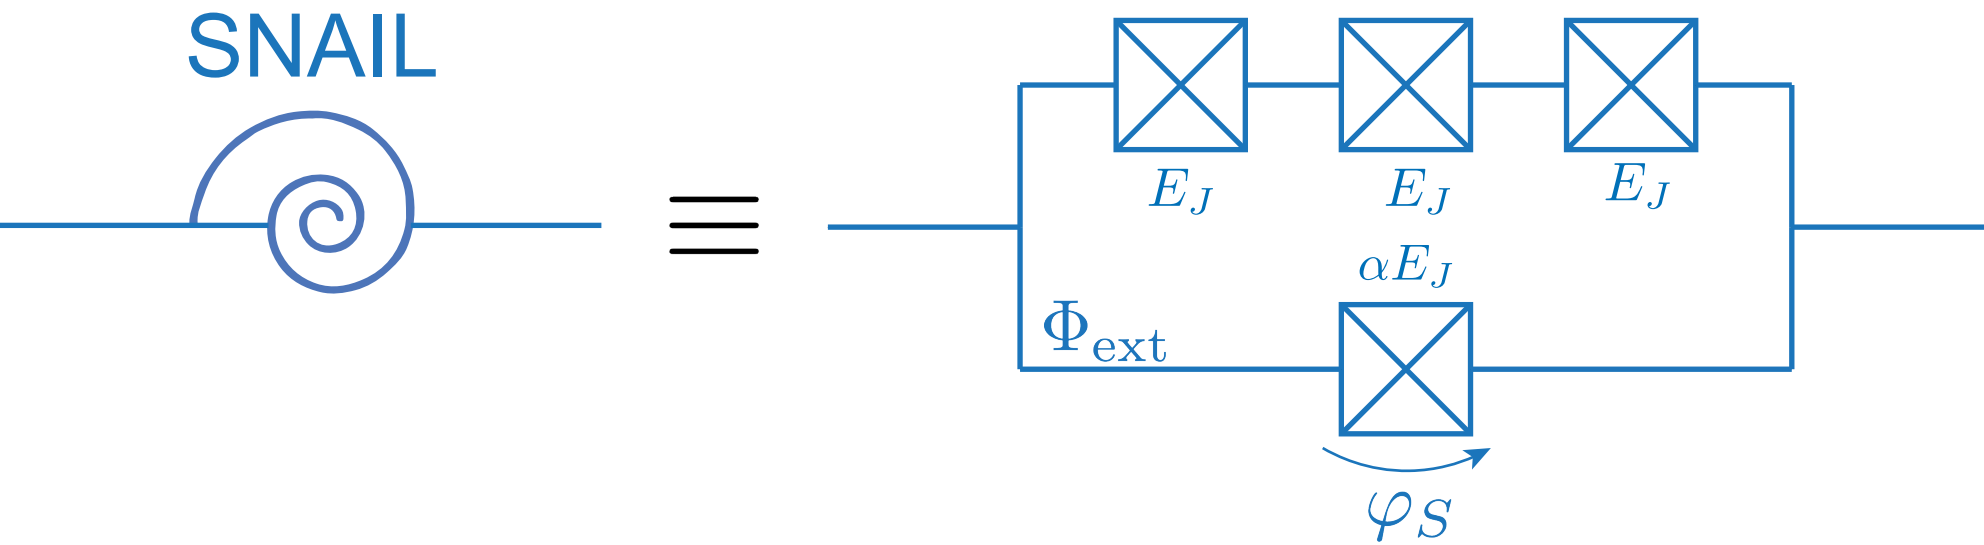 SNAIL
≡
E_J E_J E_J
αE_J
Φ_ext
φ_S